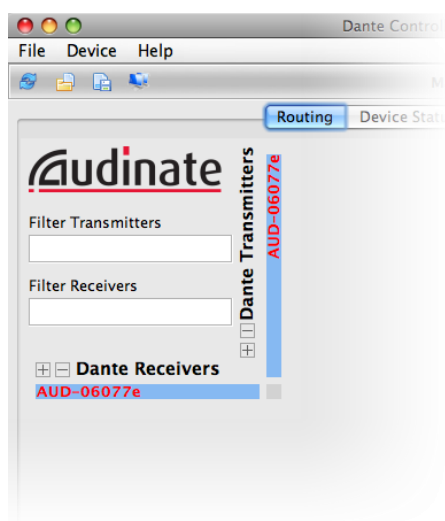 Dante Contro
File Device Help
M
Routing Device Stat
Audinate
Filter Transmitters
Filter Receivers
Dante Transmitters
AUD-06077e
Dante Receivers
AUD-06077e